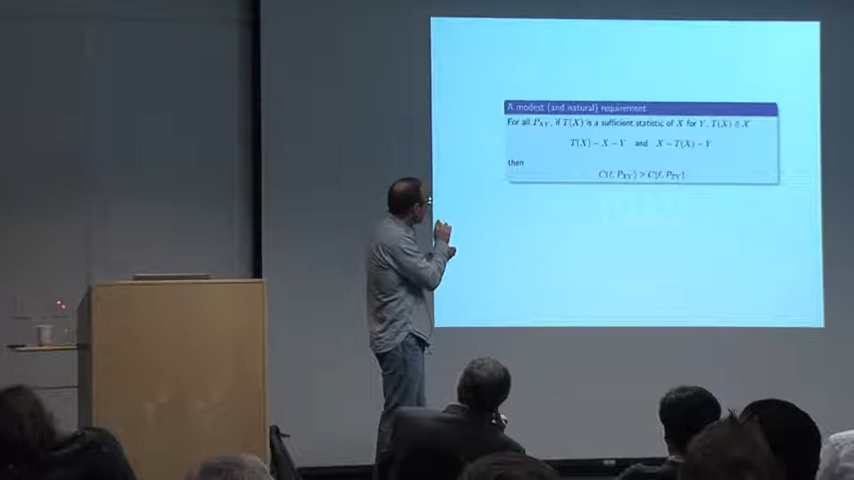 A modest (and natural) requirement
For all P_XY, if T(X) is a sufficient statistic of X for Y, T(X) ∈ X
T(X) − X − Y and X − T(X) − Y
then
C(ℓ, P_XY) ≥ C(ℓ, P_TY)